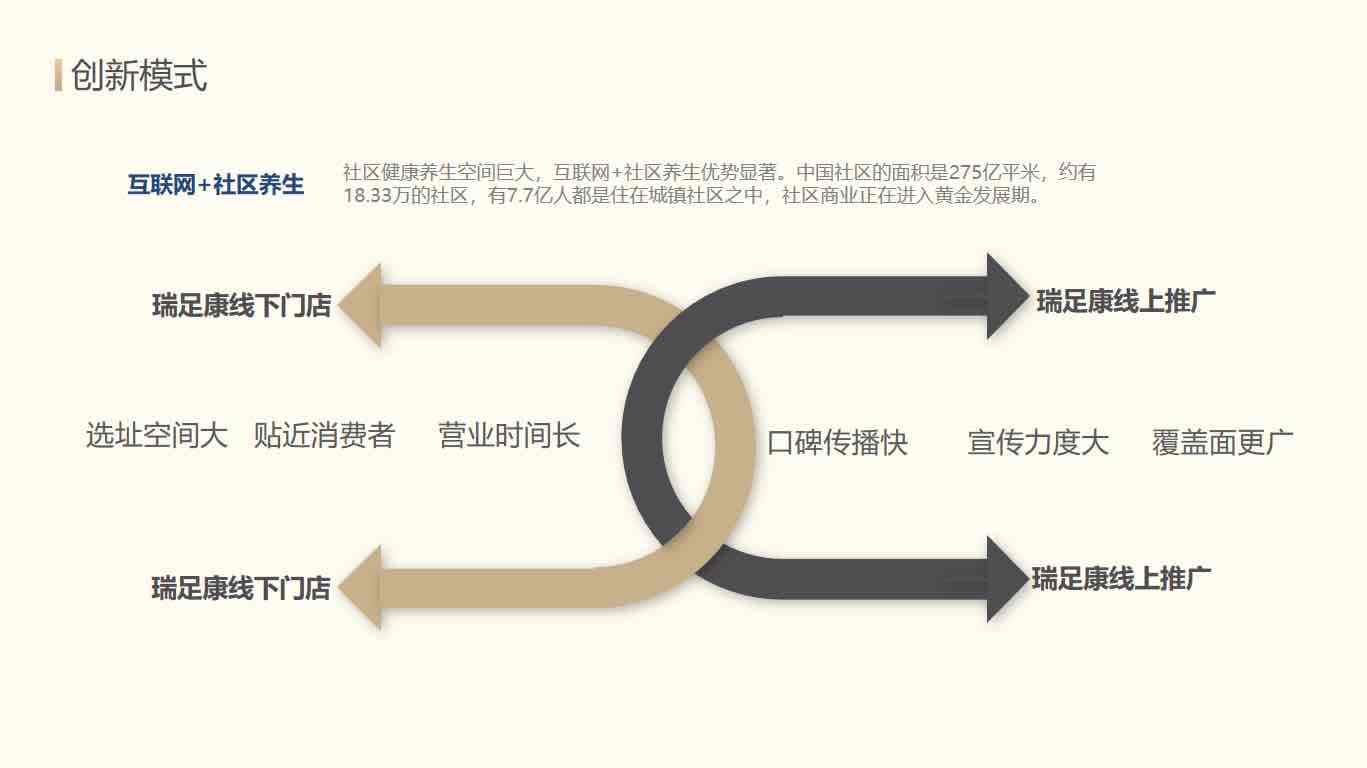 创新模式
互联网+社区养生
社区健康养生空间巨大，互联网+社区养生优势显著。中国社区的面积是275亿平米，约有
18.33万的社区，有7.7亿人都是住在城镇社区之中，社区商业正在进入黄金发展期。
瑞足康线下门店
瑞足康线上推广
选址空间大 贴近消费者 营业时间长
口碑传播快 宣传力度大 覆盖面更广
瑞足康线下门店
瑞足康线上推广